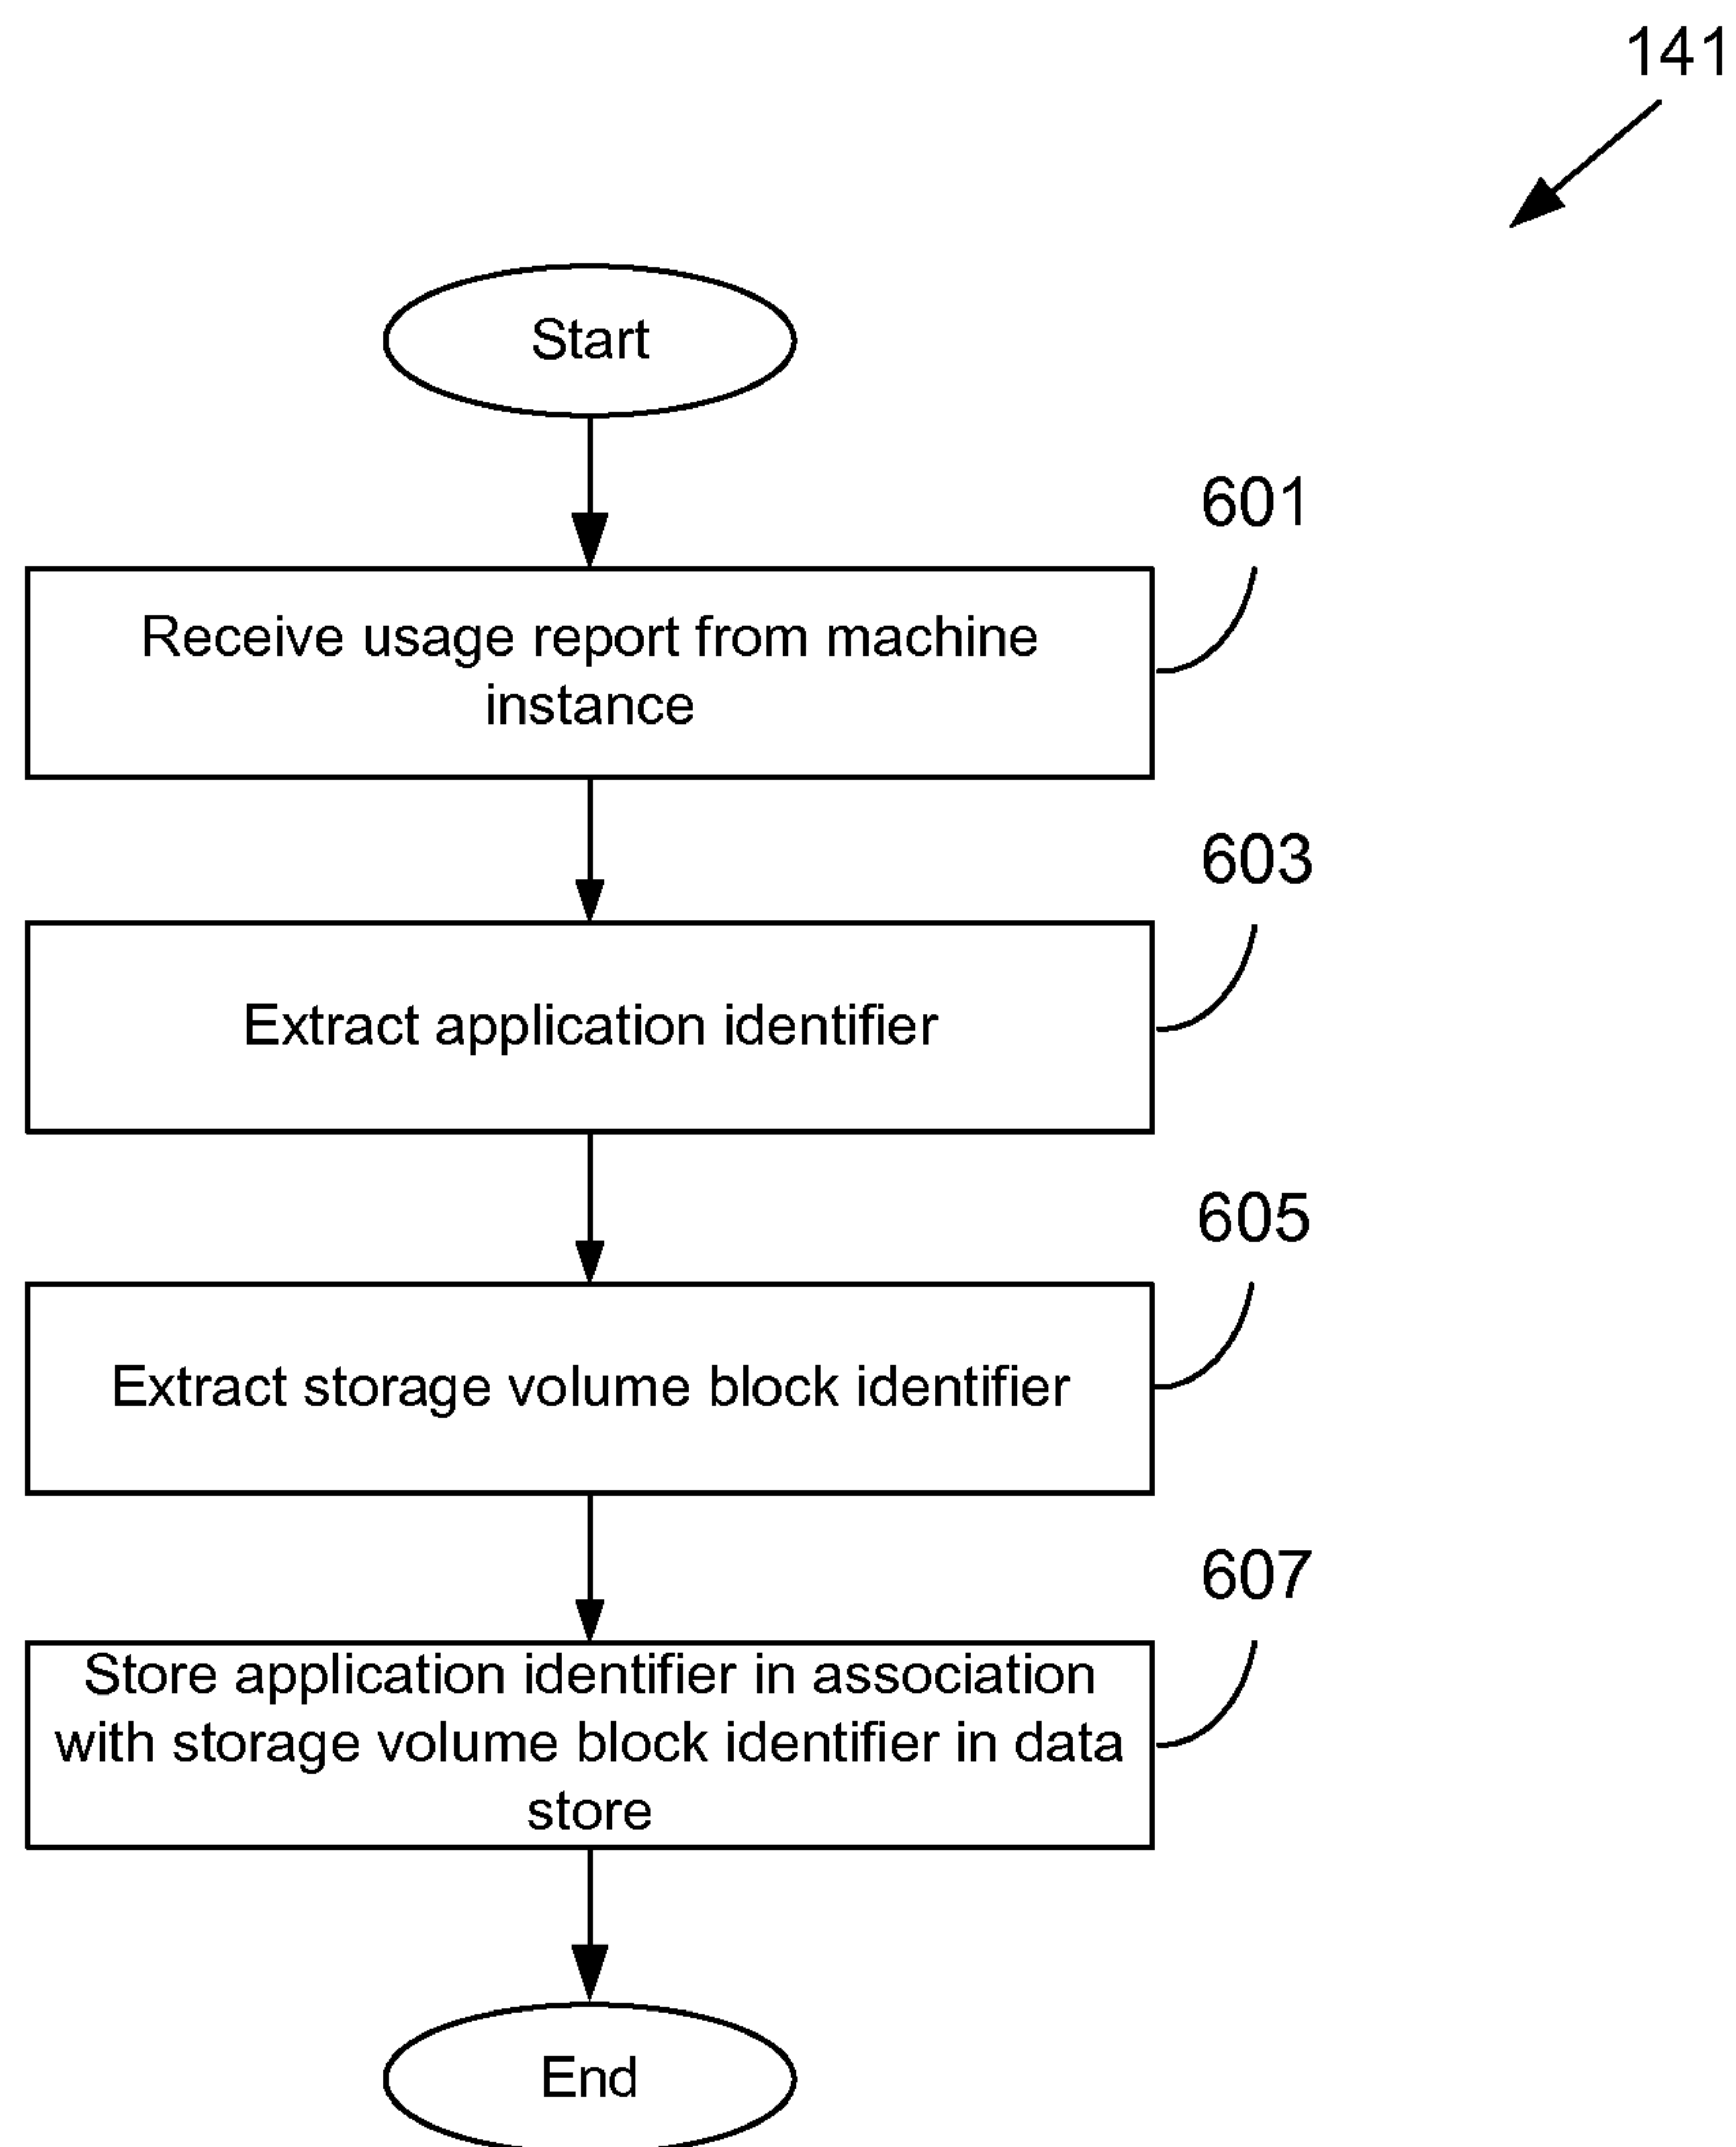 141
Start
601
Receive usage report from machine
instance
603
Extract application identifier
605
Extract storage volume block identifier
607
Store application identifier in association
with storage volume block identifier in data
store
End